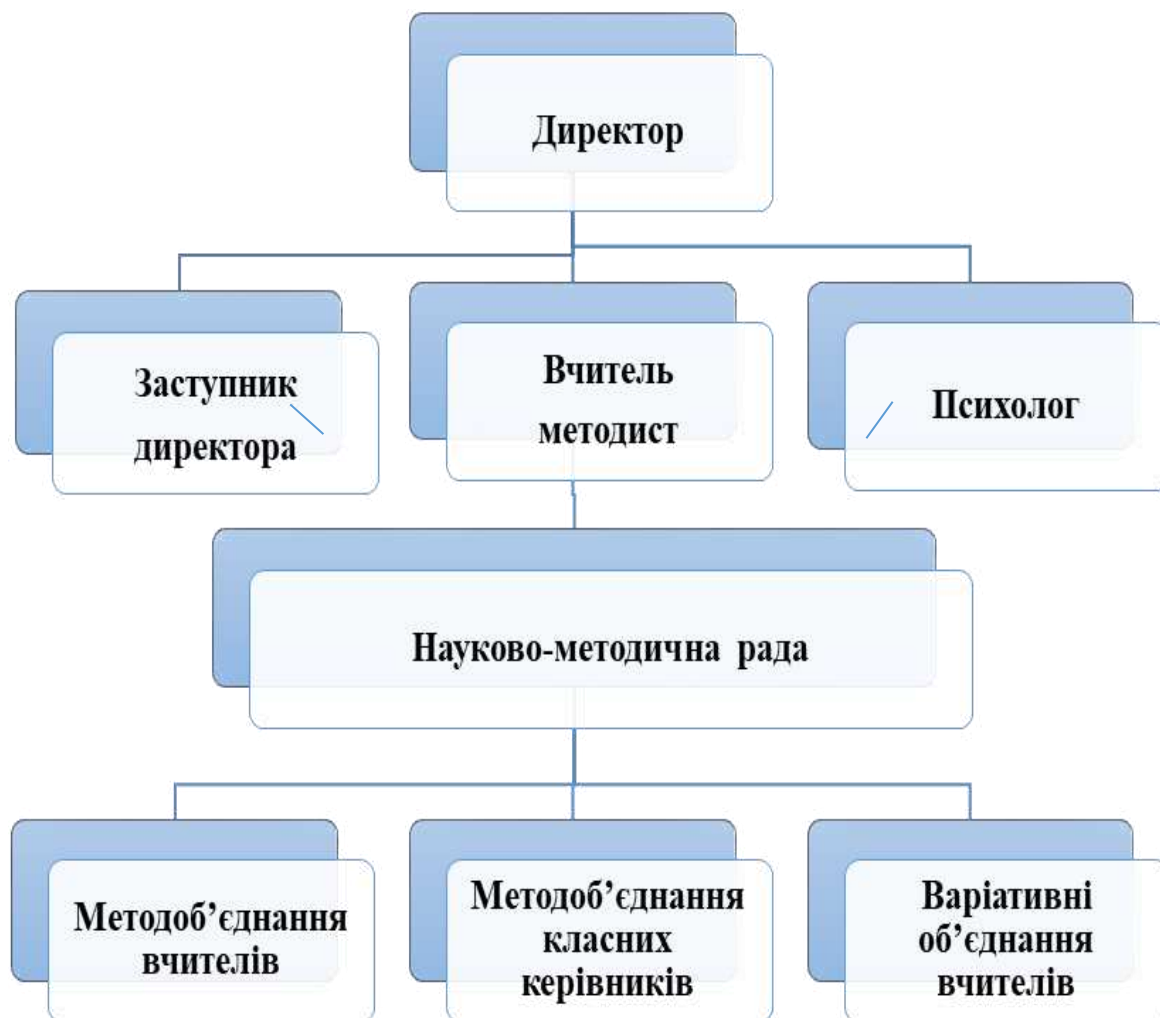 Директор
Заступник
директора
Вчитель
методист
Психолог
Науково-методична рада
Методоб’єднання
вчителів
Методоб’єднання
класних
керівників
Варіативні
об’єднання
вчителів